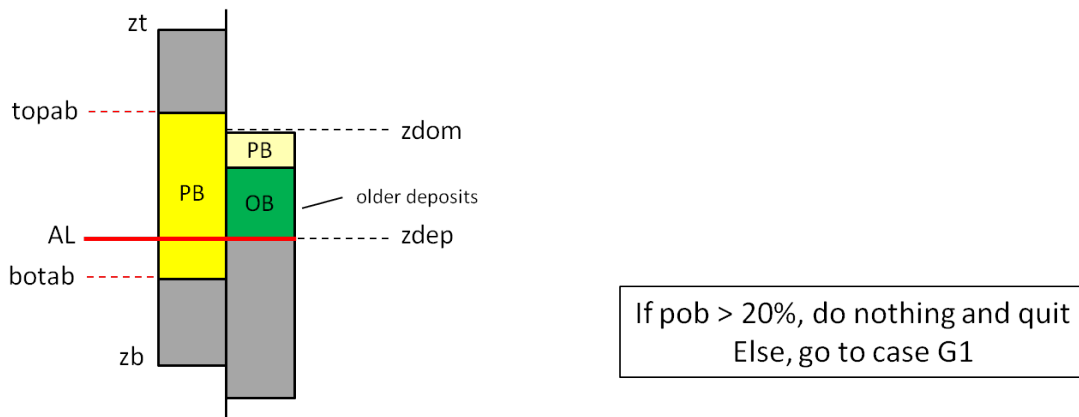 zt
topab
zdom
PB
PB
OB
older deposits
AL
zdep
botab
zb
If pob > 20%, do nothing and quit
Else, go to case G1